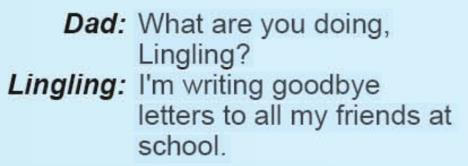 Dad: What are you doing,
Lingling?
Lingling: I'm writing goodbye
letters to all my friends at
school.